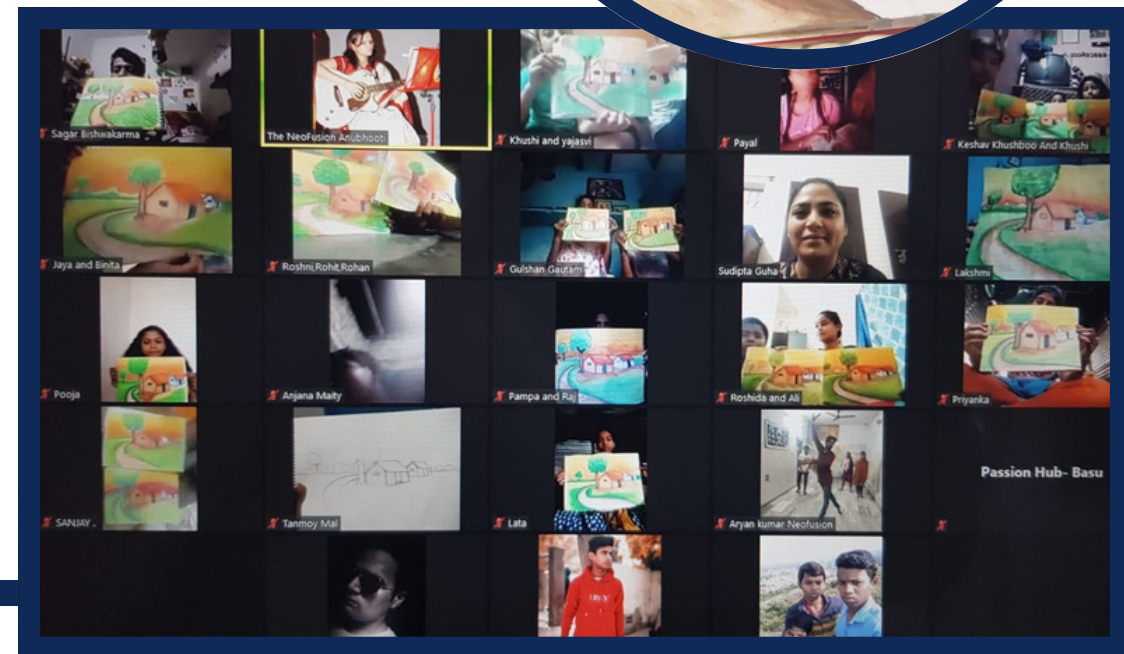 Sagar Bishwakarma
The NeoFusion Anubhooti
Khushi and yajasvi
Payal
Keshav Khushboo And Khushi
Jaya and Binita
Roshni,Rohit,Rohan
Gulshan Gautam
Sudipta Guha
Lakshmi
Pooja
Anjana Maity
Pampa and Raj
Roshida and Ali
Priyanka
SANJAY .
Tanmoy Mal
Lata
Aryan kumar Neofusion
Passion Hub- Basu